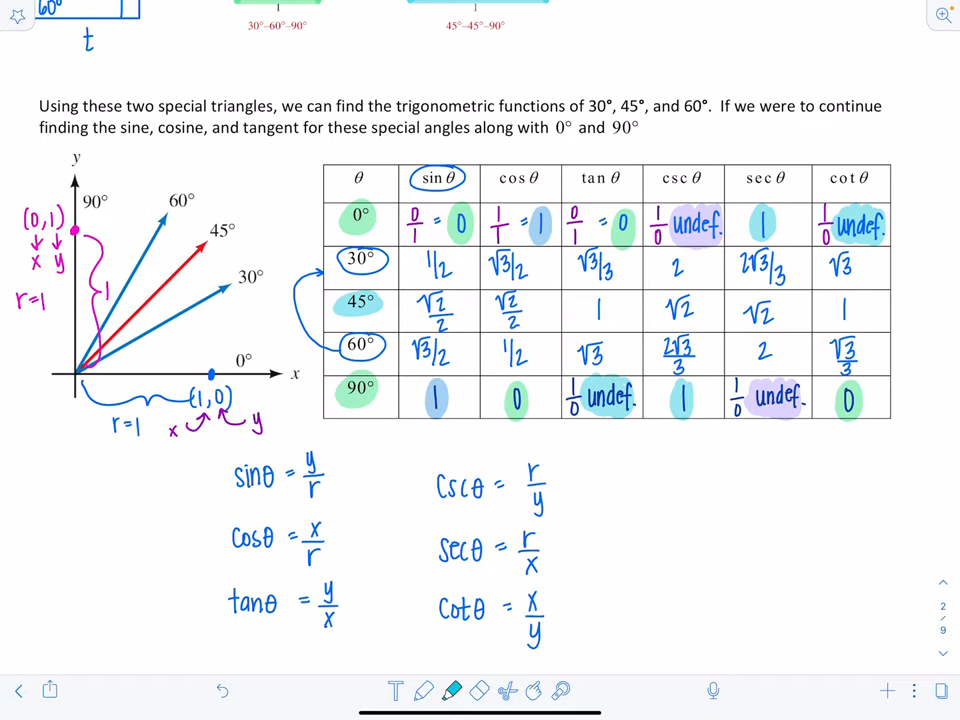 60°
t
1
30°–60°–90°
1
45°–45°–90°
Using these two special triangles, we can find the trigonometric functions of 30°, 45°, and 60°. If we were to continue
finding the sine, cosine, and tangent for these special angles along with 0° and 90°
y
90°
60°
45°
30°
0°
x
(0,1)
x y
r=1
1
(1,0)
r=1
x y
θ sin θ cos θ tan θ csc θ sec θ cot θ
0° 0/1 = 0 1/1 = 1 0/1 = 0 1/0 undef. 1 1/0 undef.
30° 1/2 √3/2 √3/3 2 2√3/3 √3
45° √2/2 √2/2 1 √2 √2 1
60° √3/2 1/2 √3 2√3/3 2 √3/3
90° 1 0 1/0 undef. 1 1/0 undef. 0
sinθ = y/r cscθ = r/y
cosθ = x/r secθ = r/x
tanθ = y/x cotθ = x/y
2
/
9
T